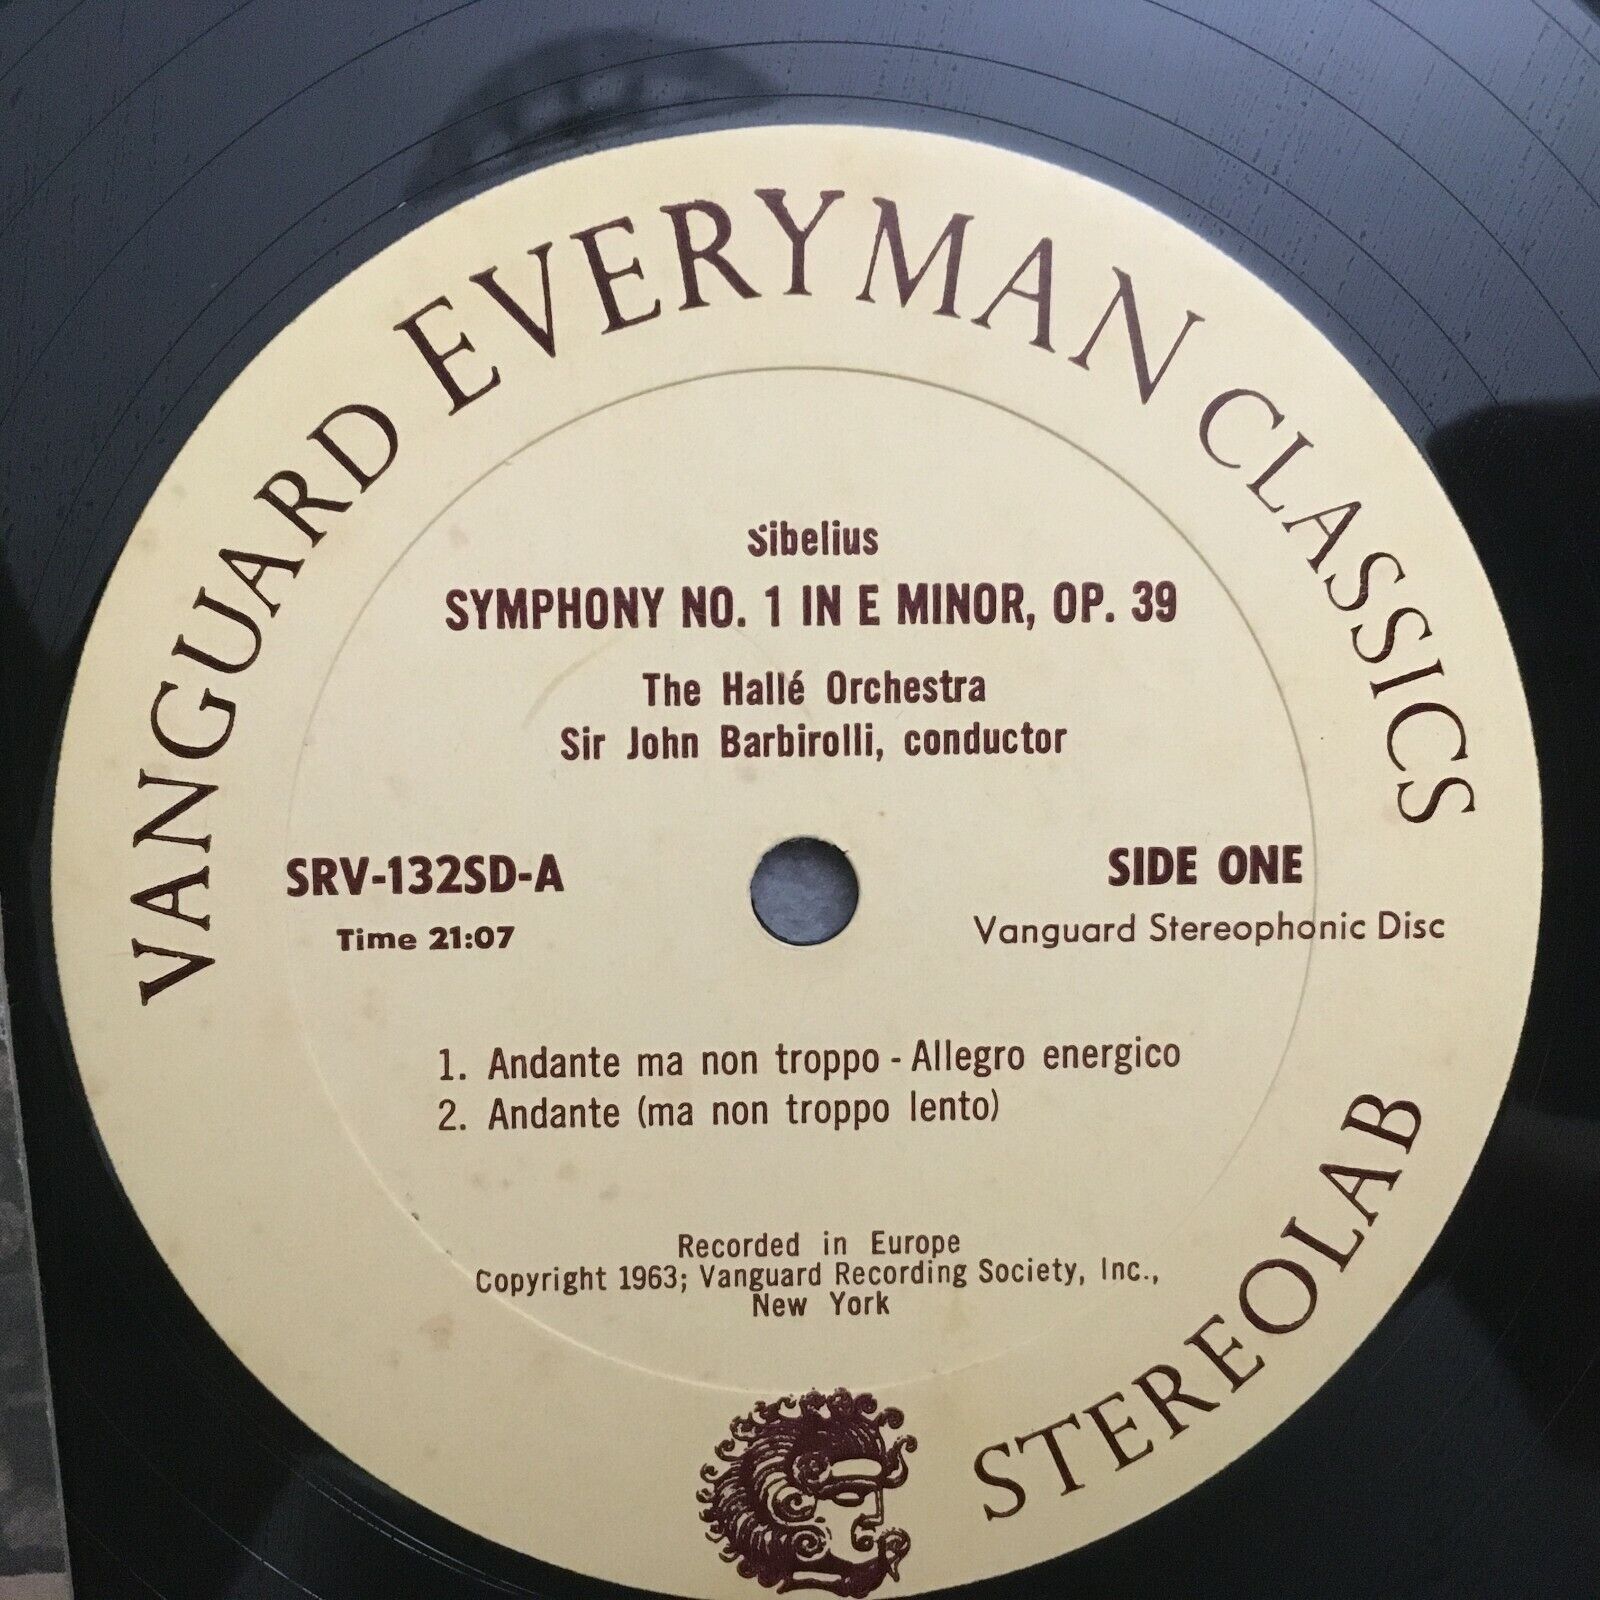 VANGUARD EVERYMAN CLASSICS
Sibelius
SYMPHONY NO. 1 IN E MINOR, OP. 39
The Hallé Orchestra
Sir John Barbirolli, conductor
SRV-132SD-A
Time 21:07
SIDE ONE
Vanguard Stereophonic Disc
1. Andante ma non troppo - Allegro energico
2. Andante (ma non troppo lento)
Recorded in Europe
Copyright 1963; Vanguard Recording Society, Inc.,
New York
STEREOLAB